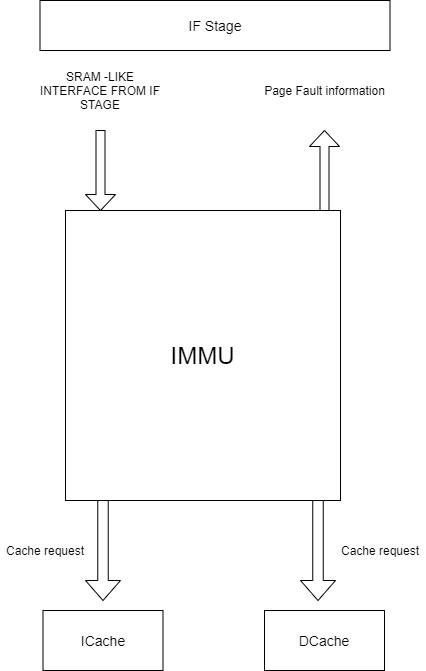 IF Stage
SRAM -LIKE
INTERFACE FROM IF
STAGE
Page Fault information
IMMU
Cache request
Cache request
ICache
DCache